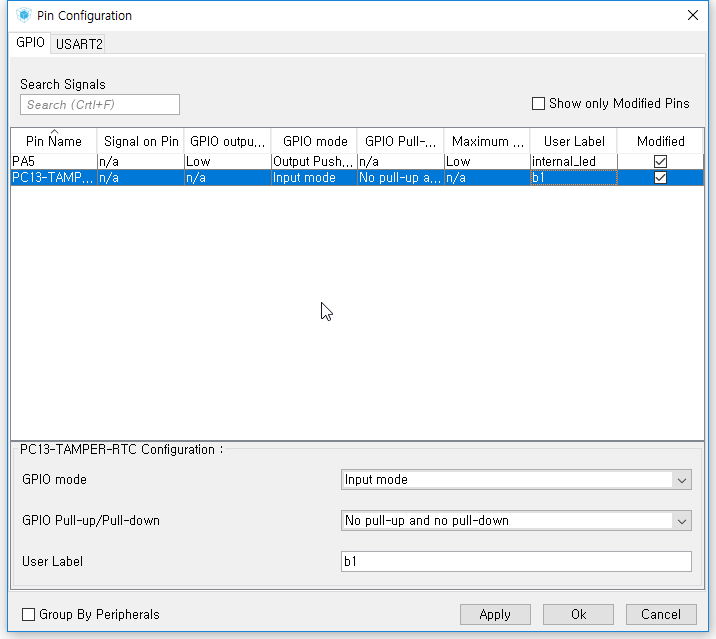 Pin Configuration
GPIO USART2
Search Signals
Search (Crtl+F)
Show only Modified Pins
Pin Name Signal on Pin GPIO outpu... GPIO mode GPIO Pull-... Maximum ... User Label Modified
PA5 n/a Low Output Push... n/a Low internal_led
PC13-TAMP... n/a n/a Input mode No pull-up a... n/a b1
PC13-TAMPER-RTC Configuration :
GPIO mode Input mode
GPIO Pull-up/Pull-down No pull-up and no pull-down
User Label b1
Group By Peripherals Apply Ok Cancel